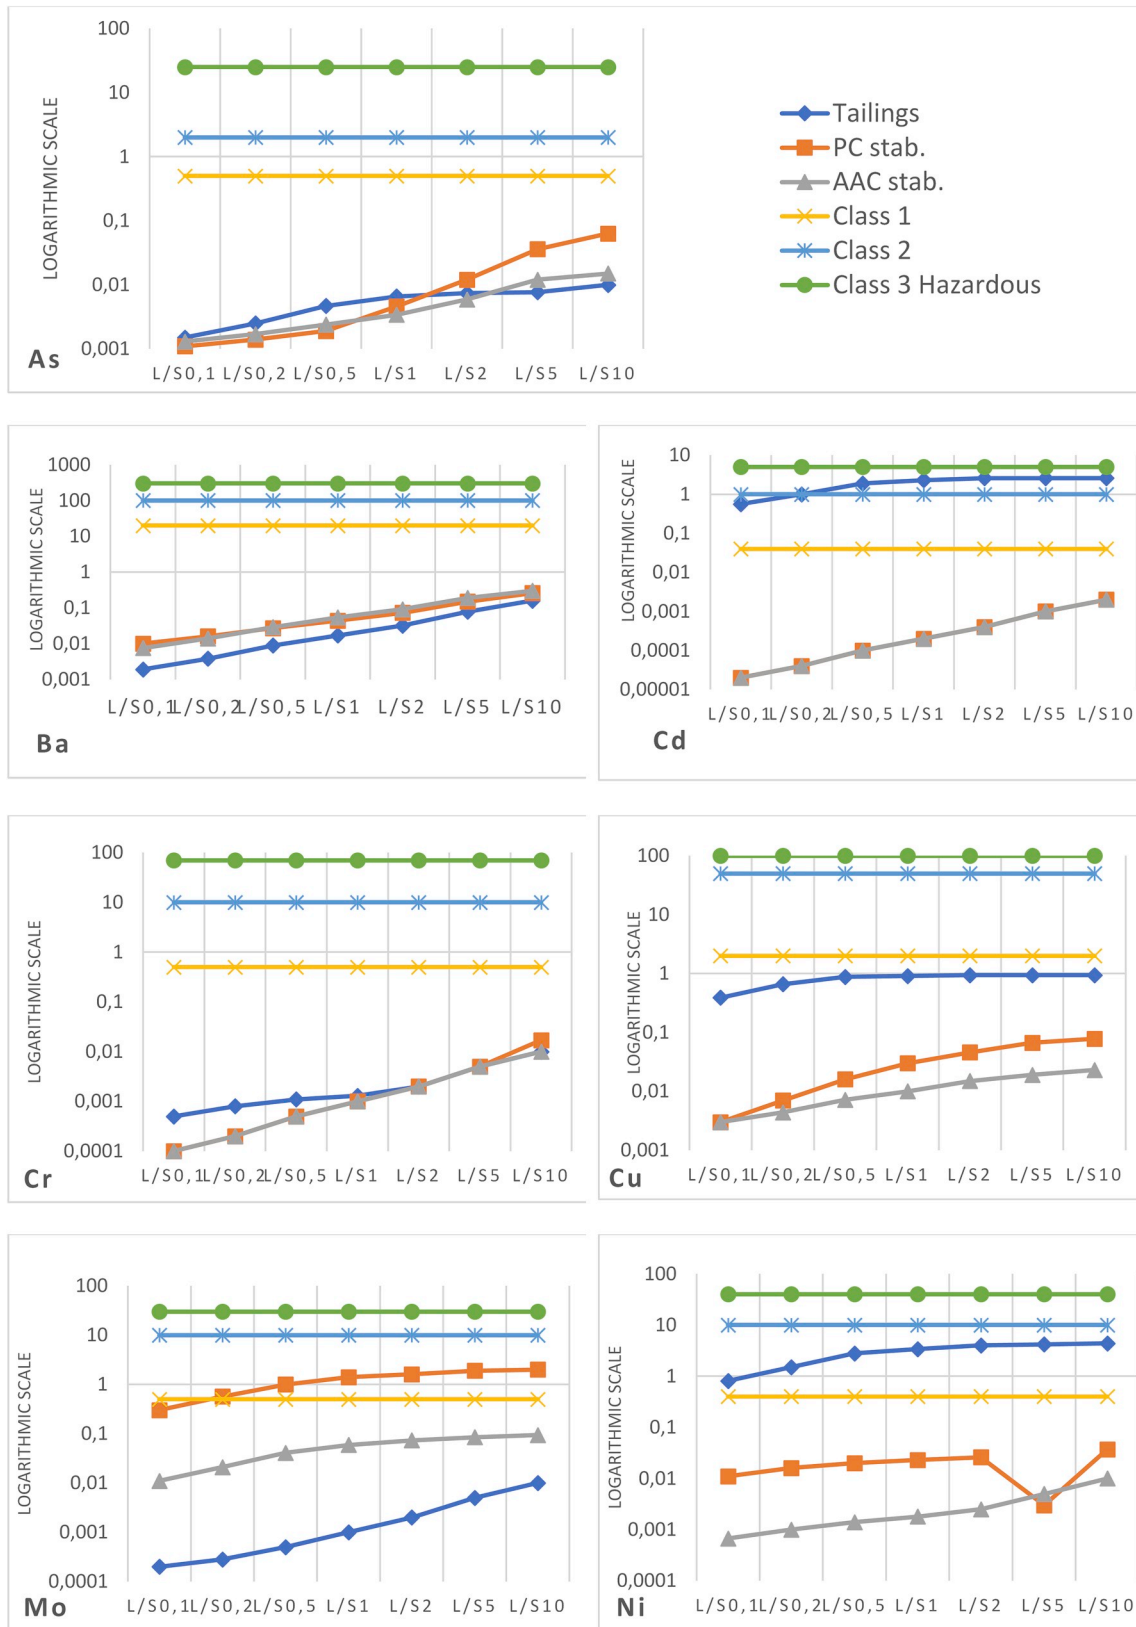 100
10
1
0,1
0,01
0,001
LOGARITHMIC SCALE
L/S0,1 L/S0,2 L/S0,5 L/S1 L/S2 L/S5 L/S10
As
Tailings
PC stab.
AAC stab.
Class 1
Class 2
Class 3 Hazardous
1000
100
10
1
0,1
0,01
0,001
LOGARITHMIC SCALE
L/S0,1 L/S0,2 L/S0,5 L/S1 L/S2 L/S5 L/S10
Ba
10
1
0,1
0,01
0,001
0,0001
0,00001
LOGARITHMIC SCALE
L/S0,1 L/S0,2 L/S0,5 L/S1 L/S2 L/S5 L/S10
Cd
100
10
1
0,1
0,01
0,001
0,0001
LOGARITHMIC SCALE
L/S0,1 L/S0,2 L/S0,5 L/S1 L/S2 L/S5 L/S10
Cr
100
10
1
0,1
0,01
0,001
LOGARITHMIC SCALE
L/S0,1 L/S0,2 L/S0,5 L/S1 L/S2 L/S5 L/S10
Cu
100
10
1
0,1
0,01
0,001
0,0001
LOGARITHMIC SCALE
L/S0,1 L/S0,2 L/S0,5 L/S1 L/S2 L/S5 L/S10
Mo
100
10
1
0,1
0,01
0,001
0,0001
LOGARITHMIC SCALE
L/S0,1 L/S0,2 L/S0,5 L/S1 L/S2 L/S5 L/S10
Ni